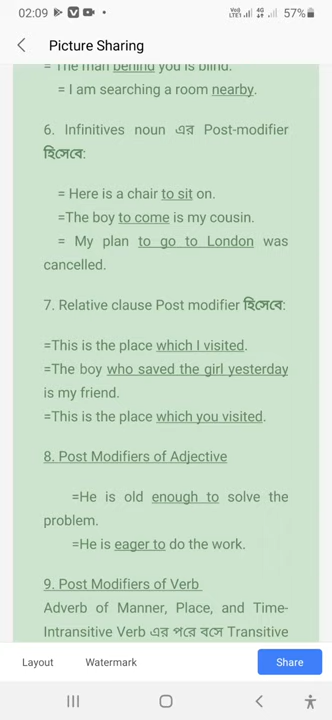 02:09
57%
Picture Sharing
= The man behind you is blind.
= I am searching a room nearby.
6. Infinitives noun এর Post-modifier
হিসেবে:
= Here is a chair to sit on.
=The boy to come is my cousin.
= My plan to go to London was
cancelled.
7. Relative clause Post modifier হিসেবে:
=This is the place which I visited.
=The boy who saved the girl yesterday
is my friend.
=This is the place which you visited.
8. Post Modifiers of Adjective
=He is old enough to solve the
problem.
=He is eager to do the work.
9. Post Modifiers of Verb
Adverb of Manner, Place, and Time-
Intransitive Verb এর পরে বসে Transitive
Layout Watermark Share